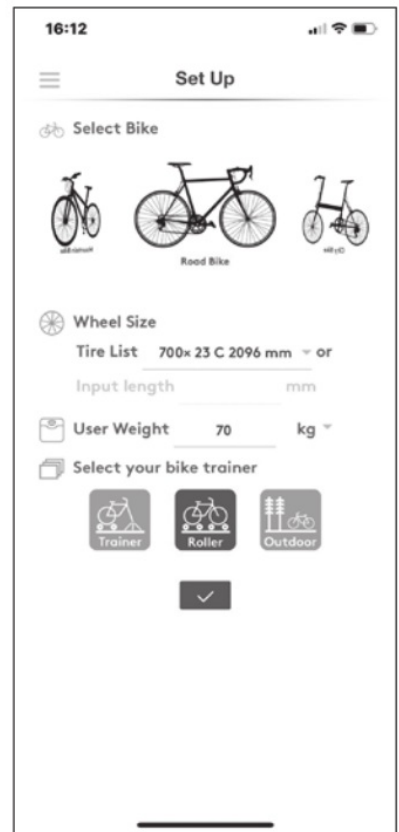 16:12
Set Up
Select Bike
Road Bike
Wheel Size
Tire List 700× 23 C 2096 mm or
Input length mm
User Weight 70 kg
Select your bike trainer
Trainer Roller Outdoor